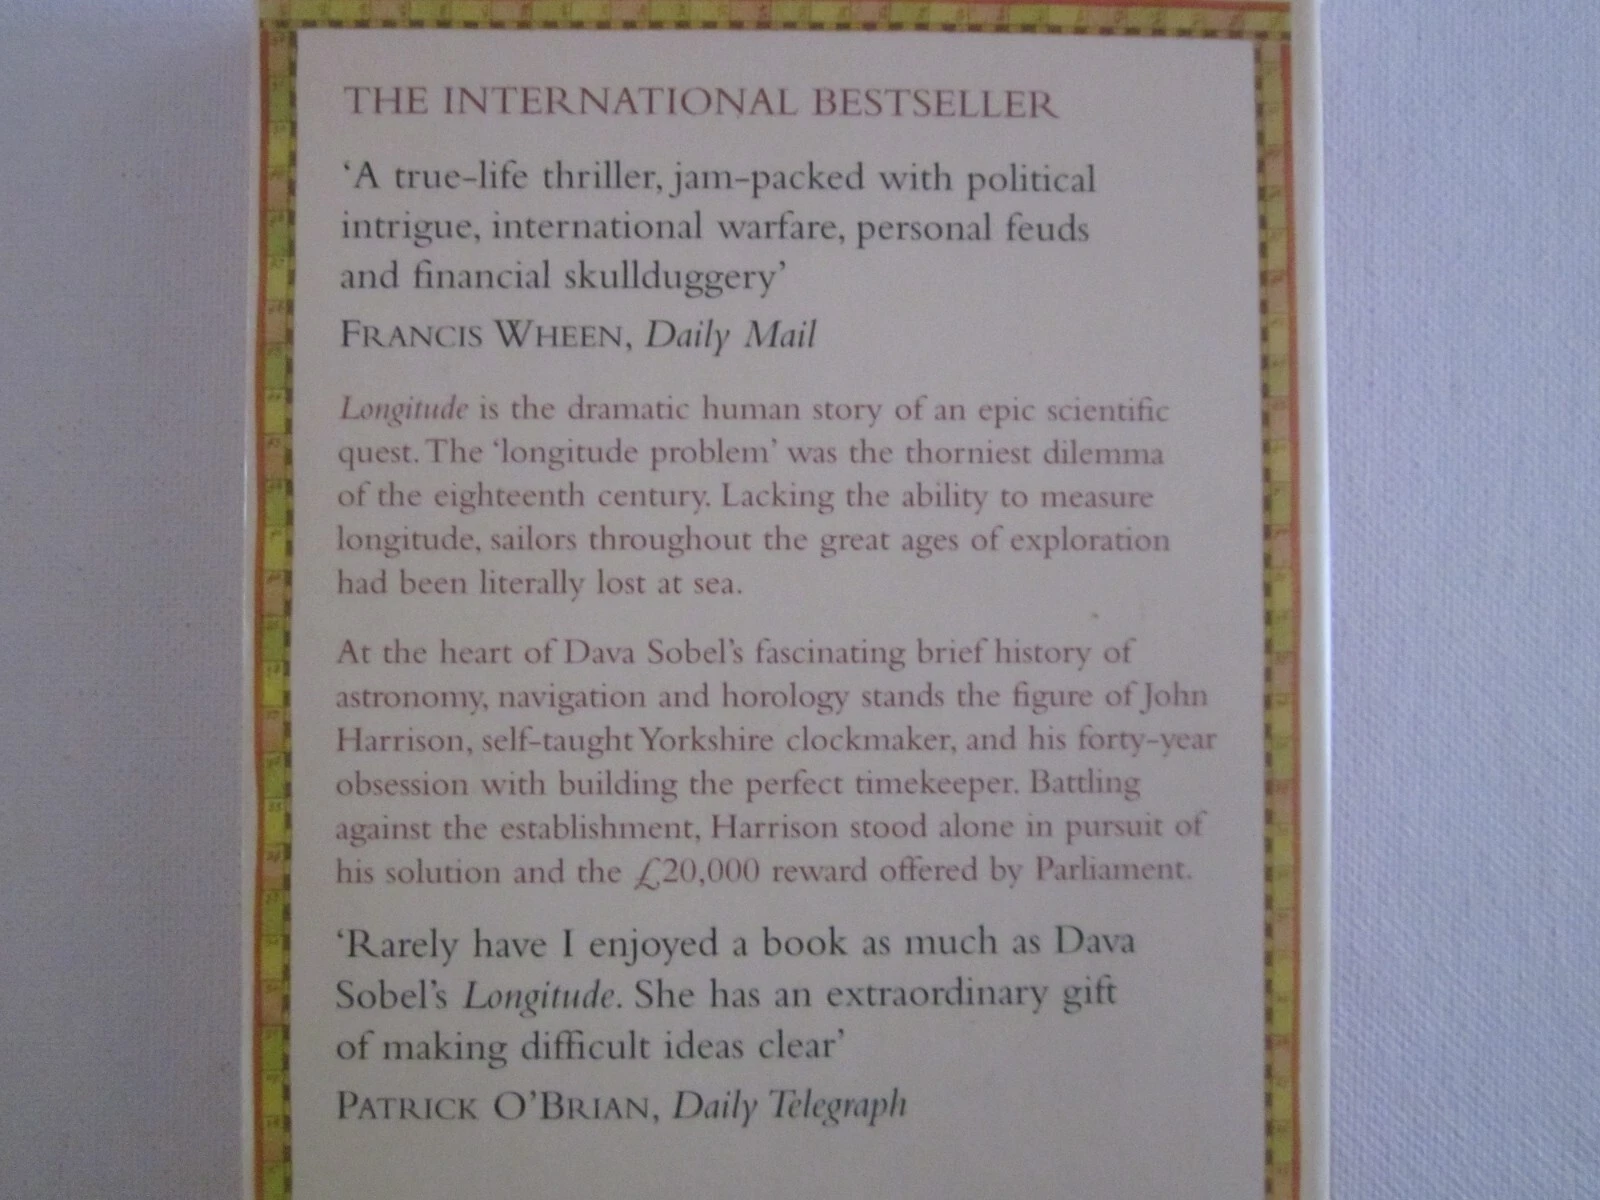 THE INTERNATIONAL BESTSELLER
‘A true-life thriller, jam-packed with political
intrigue, international warfare, personal feuds
and financial skullduggery’
FRANCIS WHEEN, Daily Mail
Longitude is the dramatic human story of an epic scientific
quest. The ‘longitude problem’ was the thorniest dilemma
of the eighteenth century. Lacking the ability to measure
longitude, sailors throughout the great ages of exploration
had been literally lost at sea.
At the heart of Dava Sobel’s fascinating brief history of
astronomy, navigation and horology stands the figure of John
Harrison, self-taught Yorkshire clockmaker, and his forty-year
obsession with building the perfect timekeeper. Battling
against the establishment, Harrison stood alone in pursuit of
his solution and the £20,000 reward offered by Parliament.
‘Rarely have I enjoyed a book as much as Dava
Sobel’s Longitude. She has an extraordinary gift
of making difficult ideas clear’
PATRICK O’BRIAN, Daily Telegraph